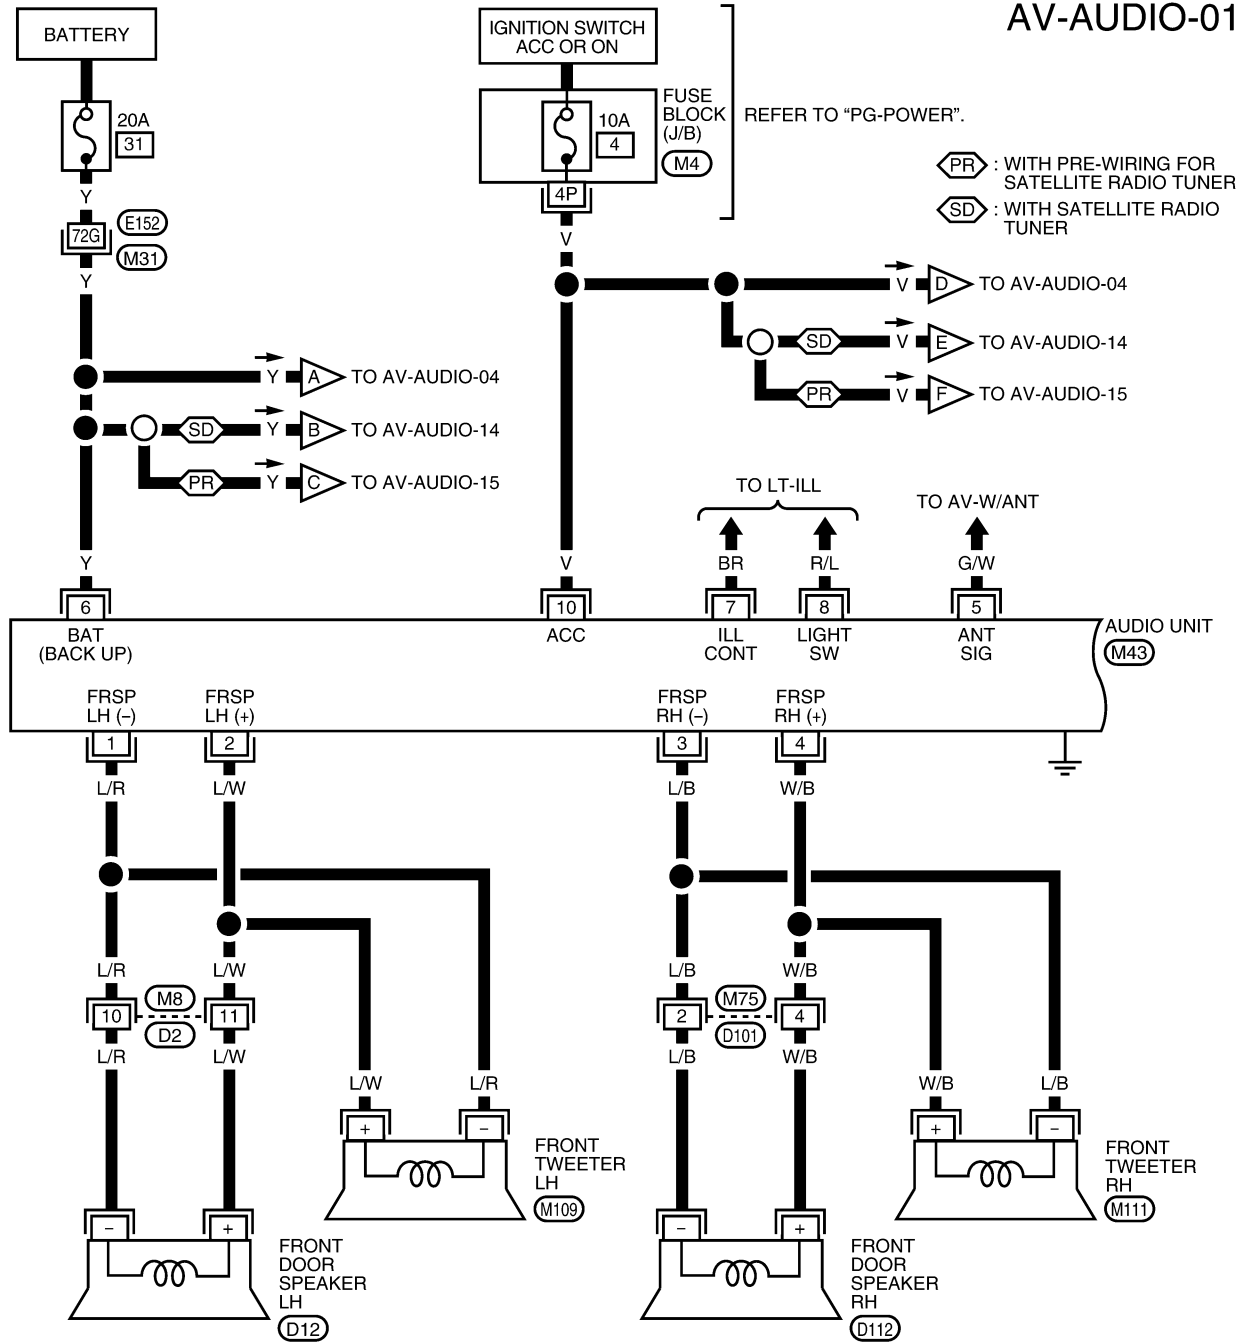 AV-AUDIO-01
BATTERY
IGNITION SWITCH
ACC OR ON
20A
31
10A
4
FUSE
BLOCK
(J/B)
M4
REFER TO “PG-POWER”.
PR : WITH PRE-WIRING FOR
SATELLITE RADIO TUNER
SD : WITH SATELLITE RADIO
TUNER
Y
4P
72G
E152
M31
V
Y
V D TO AV-AUDIO-04
SD V E TO AV-AUDIO-14
PR V F TO AV-AUDIO-15
Y A TO AV-AUDIO-04
SD Y B TO AV-AUDIO-14
PR Y C TO AV-AUDIO-15
TO LT-ILL
TO AV-W/ANT
Y
V
BR
R/L
G/W
6
10
7
8
5
BAT
(BACK UP)
ACC
ILL
CONT
LIGHT
SW
ANT
SIG
AUDIO UNIT
M43
FRSP
LH (–)
FRSP
LH (+)
FRSP
RH (–)
FRSP
RH (+)
1
2
3
4
L/R
L/W
L/B
W/B
L/R
L/W
L/B
W/B
10
M8
D2
11
2
M75
D101
4
L/R
L/W
L/B
W/B
L/W
L/R
W/B
L/B
+
–
+
–
FRONT
TWEETER
LH
M109
FRONT
TWEETER
RH
M111
–
+
–
+
FRONT
DOOR
SPEAKER
LH
D12
FRONT
DOOR
SPEAKER
RH
D112